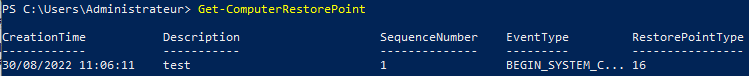 PS C:\Users\Administrateur> Get-ComputerRestorePoint
CreationTime Description SequenceNumber EventType RestorePointType
------------ ----------- -------------- --------- ----------------
30/08/2022 11:06:11 test 1 BEGIN_SYSTEM_C... 16